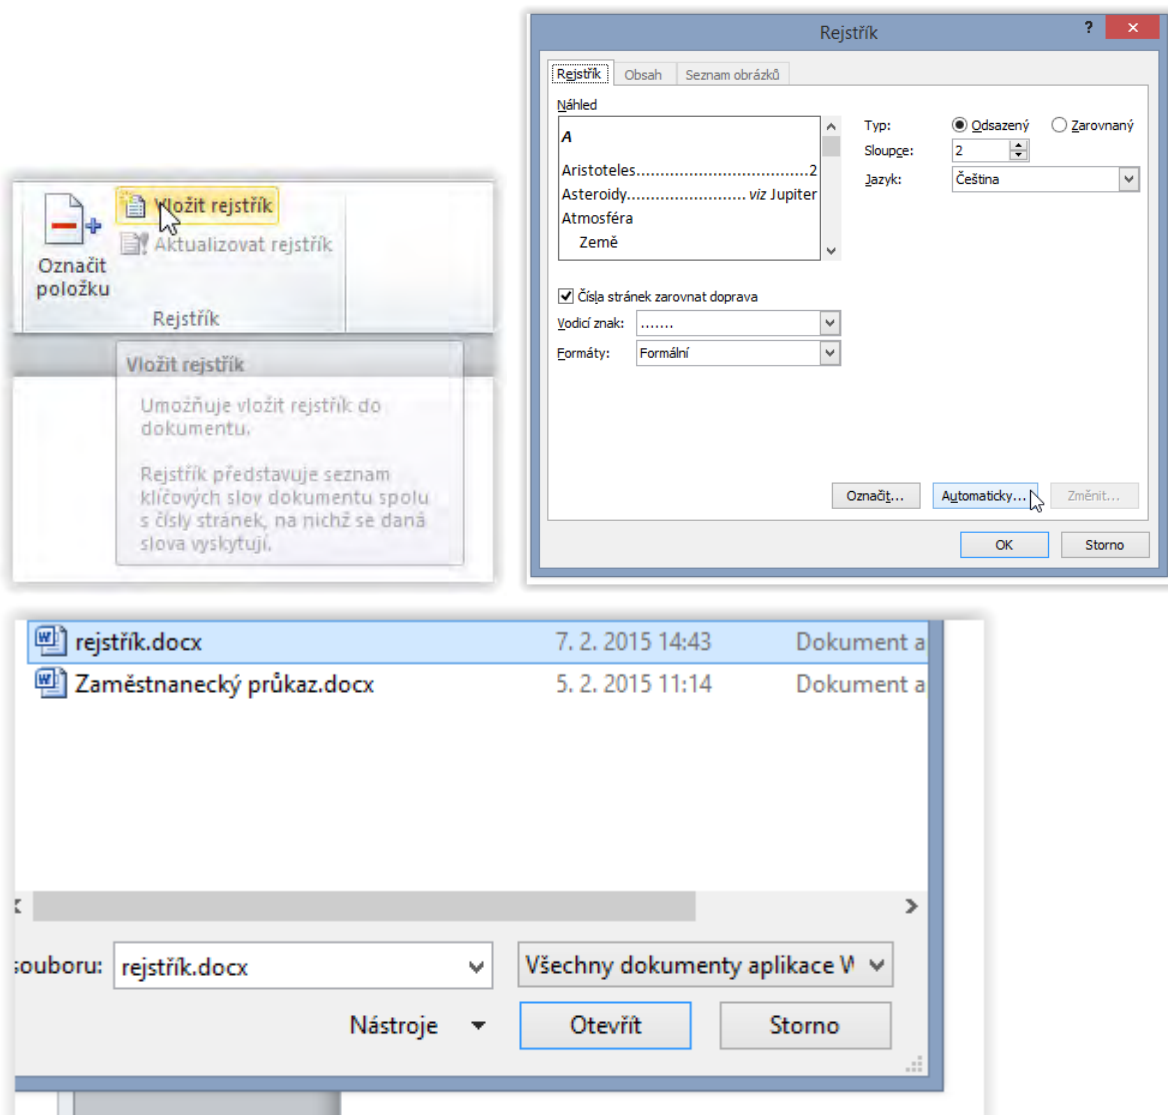 Označit
položku
Vložit rejstřík
Aktualizovat rejstřík
Rejstřík
Vložit rejstřík
Umožňuje vložit rejstřík do
dokumentu.
Rejstřík představuje seznam
klíčových slov dokumentu spolu
s čísly stránek, na nichž se daná
slova vyskytují.
Rejstřík
?
Rejstřík Obsah Seznam obrázků
Náhled
A
Aristoteles...................................2
Asteroidy......................... viz Jupiter
Atmosféra
Země
Typ: Odsazený Zarovnaný
Sloupce: 2
Jazyk: Čeština
Čísla stránek zarovnat doprava
Vodicí znak: .......
Formáty: Formální
Označit... Automaticky... Změnit...
OK Storno
rejstřík.docx 7. 2. 2015 14:43 Dokument a
Zaměstnanecký průkaz.docx 5. 2. 2015 11:14 Dokument a
souboru: rejstřík.docx Všechny dokumenty aplikace W
Nástroje Otevřít Storno